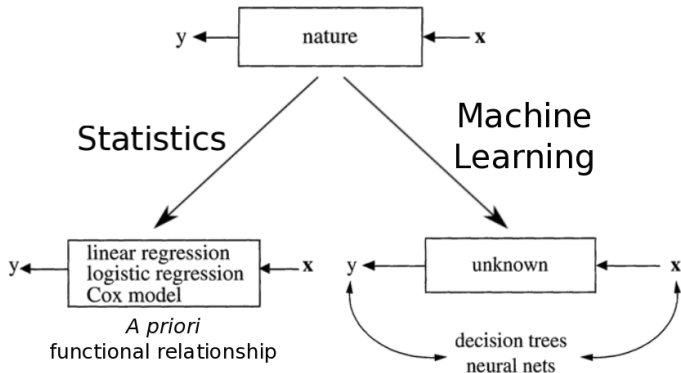 y nature x
Statistics
Machine
Learning
y
linear regression
logistic regression
Cox model
x
A priori
functional relationship
y unknown x
decision trees
neural nets